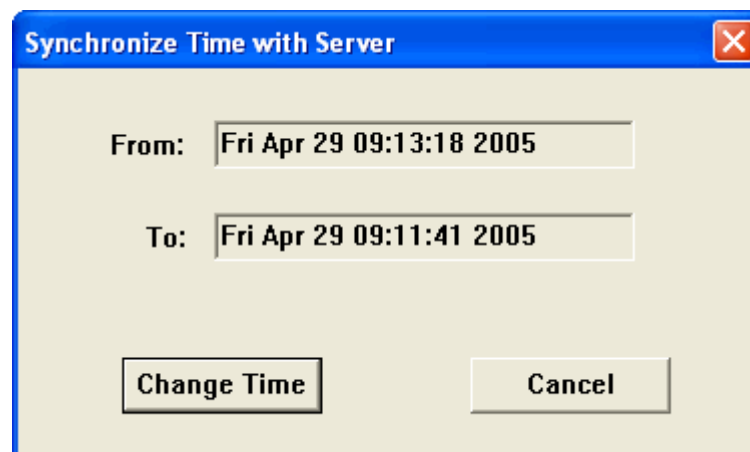 Synchronize Time with Server
From: Fri Apr 29 09:13:18 2005
To: Fri Apr 29 09:11:41 2005
Change Time Cancel